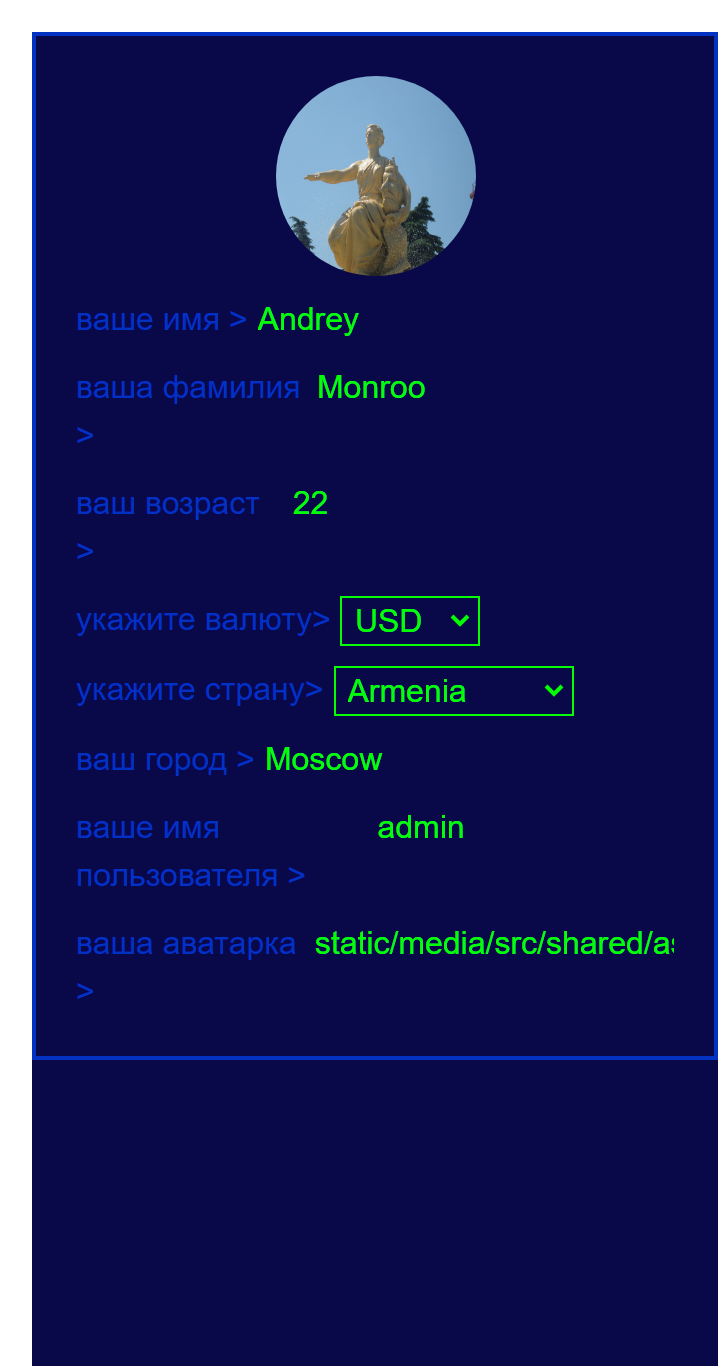 ваше имя > Andrey
ваша фамилия Monroo
>
ваш возраст 22
>
укажите валюту> USD
укажите страну> Armenia
ваш город > Moscow
ваше имя admin
пользователя >
ваша аватарка static/media/src/shared/as
>